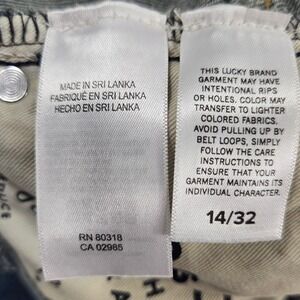 MADE IN SRI LANKA
FABRIQUÉ EN SRI LANKA
HECHO EN SRI LANKA
RN 80318
CA 02985
THIS LUCKY BRAND
GARMENT MAY HAVE
INTENTIONAL RIPS
OR HOLES. COLOR MAY
TRANSFER TO LIGHTER
COLORED FABRICS.
AVOID PULLING UP BY
BELT LOOPS, SIMPLY
FOLLOW THE CARE
INSTRUCTIONS TO
ENSURE THAT YOUR
GARMENT MAINTAINS ITS
INDIVIDUAL CHARACTER.
14/32